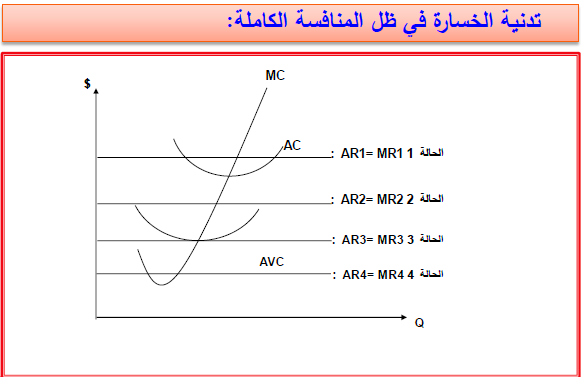 تدنية الخسارة في ظل المنافسة الكاملة:
MC
$
AC
الحالة 1 AR1= MR1 :
الحالة 2 AR2= MR2 :
الحالة 3 AR3= MR3 :
AVC
الحالة 4 AR4= MR4 :
Q